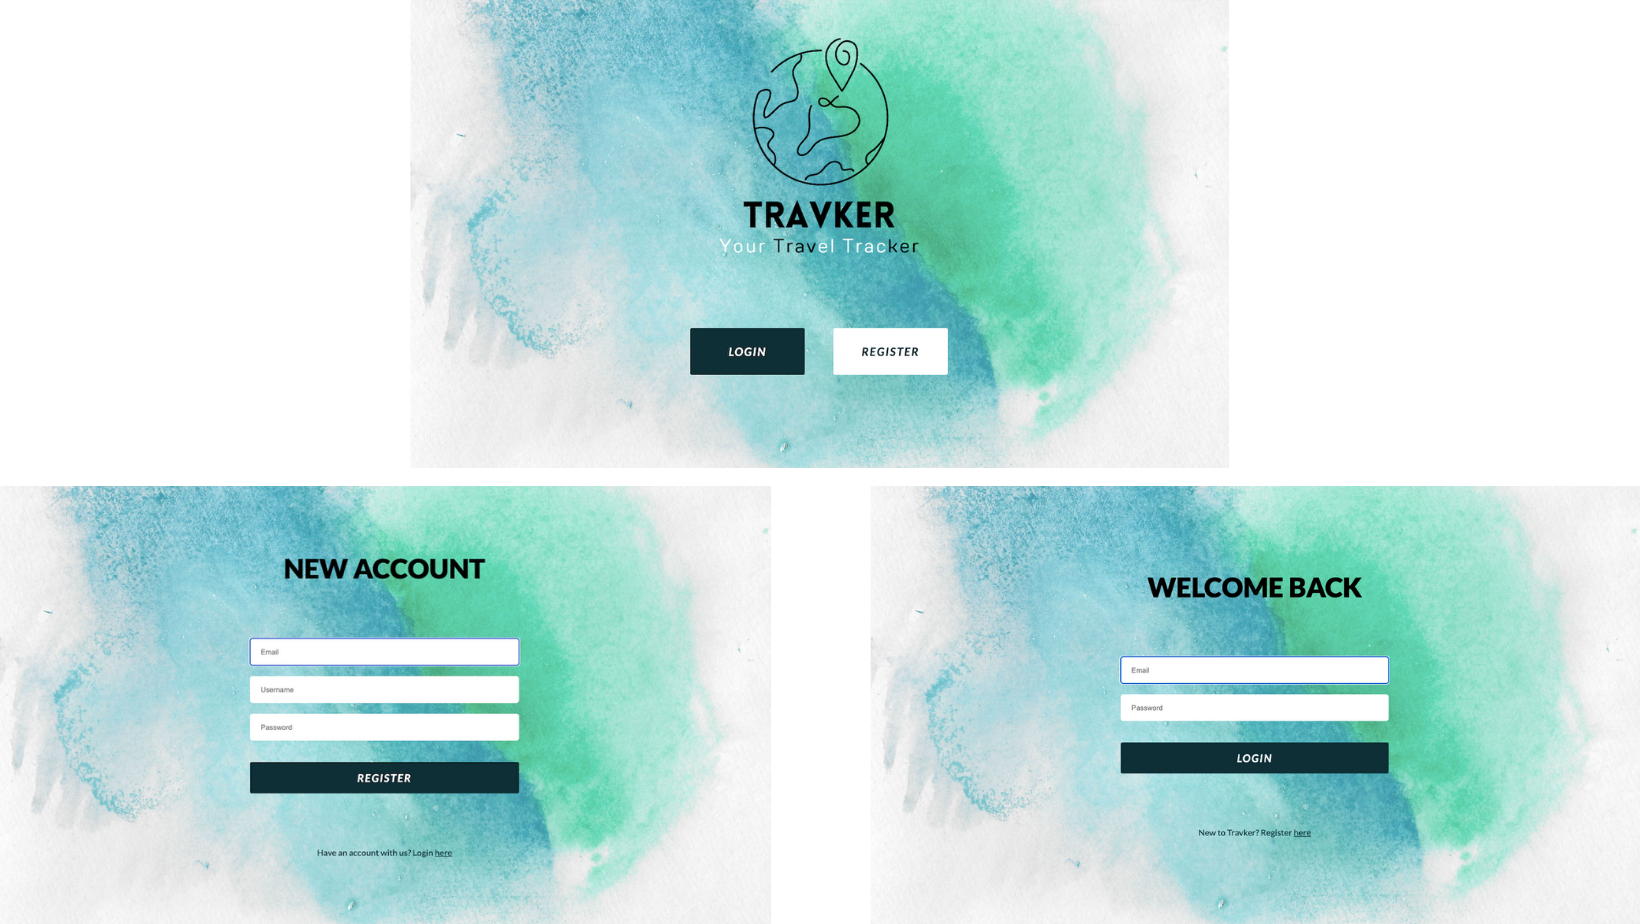 TRAVKER
Your Travel Tracker
LOGIN
REGISTER
NEW ACCOUNT
Email
Username
Password
REGISTER
Have an account with us? Login here
WELCOME BACK
Email
Password
LOGIN
New to Travker? Register here